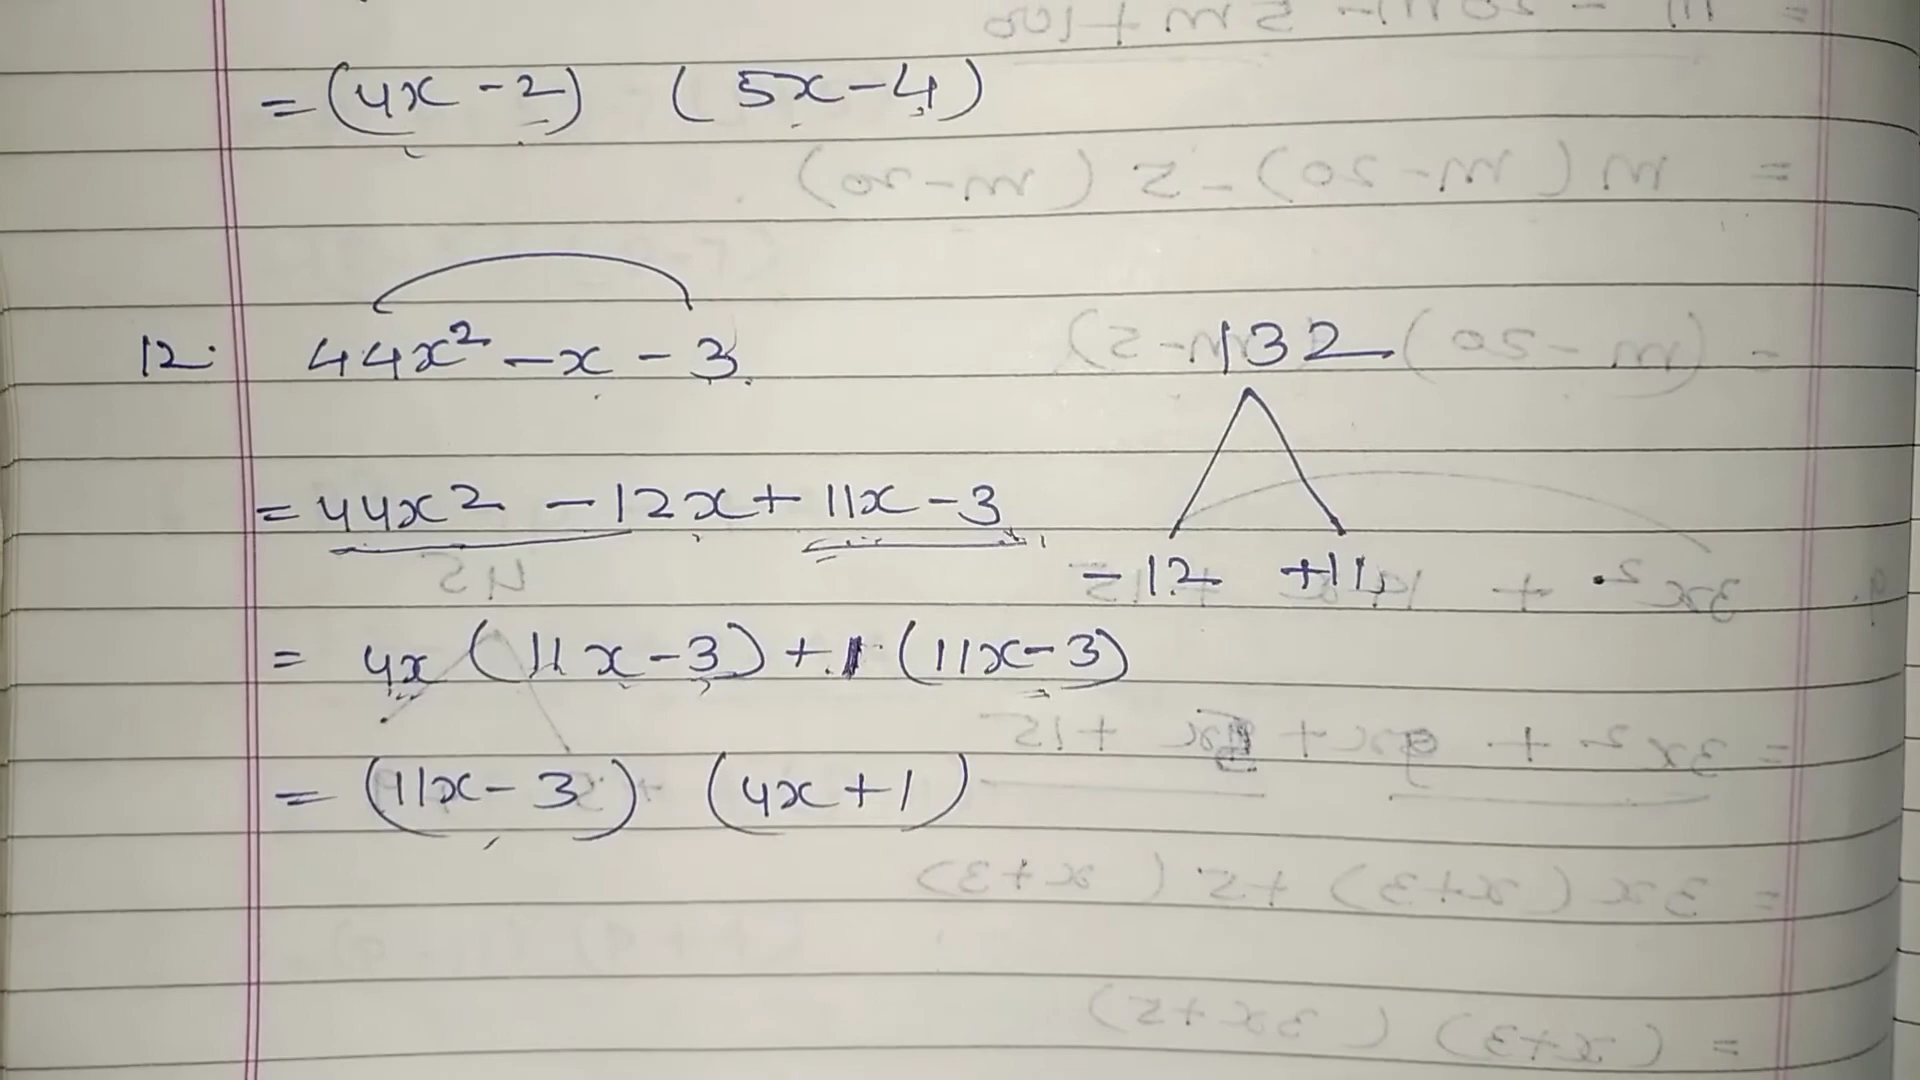 = (4x - 2) (5x - 4)
12. 44x² - x - 3
132
= 44x2 - 12x + 11x - 3
-12 +11
= 4x (11x - 3) + 1 (11x - 3)
= (11x - 3) (4x + 1)